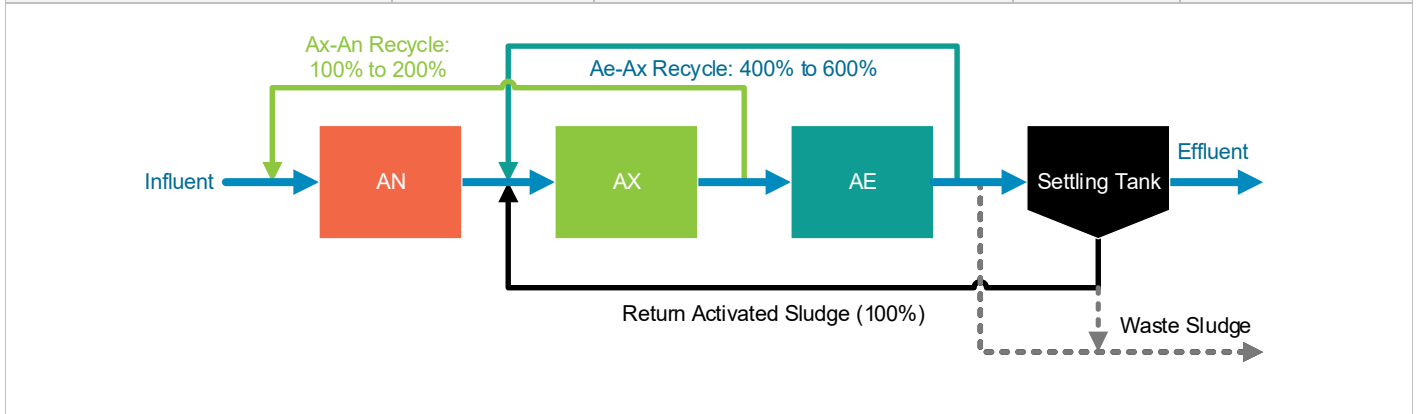 Ax-An Recycle:
100% to 200%
Ae-Ax Recycle: 400% to 600%
Influent
AN
AX
AE
Settling Tank
Effluent
Return Activated Sludge (100%)
Waste Sludge